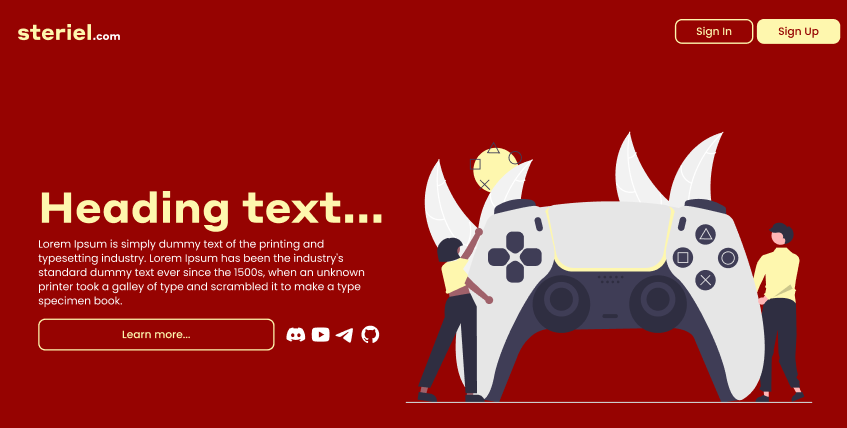 steriel.com
Sign In
Sign Up
Heading text...
Lorem Ipsum is simply dummy text of the printing and
typesetting industry. Lorem Ipsum has been the industry's
standard dummy text ever since the 1500s, when an unknown
printer took a galley of type and scrambled it to make a type
specimen book.
Learn more...